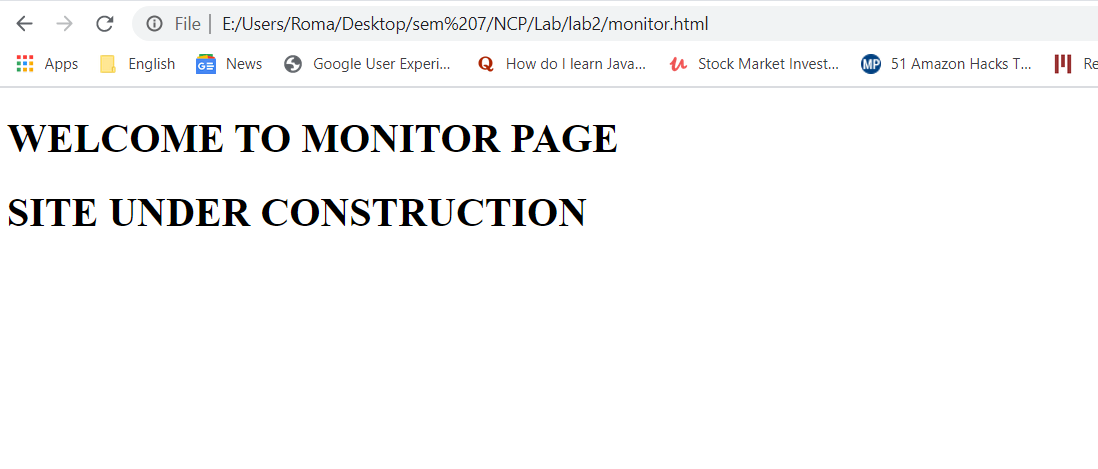 File | E:/Users/Roma/Desktop/sem%207/NCP/Lab/lab2/monitor.html
Apps English News Google User Experi... How do I learn Java... Stock Market Invest... MP 51 Amazon Hacks T... Re
WELCOME TO MONITOR PAGE
SITE UNDER CONSTRUCTION